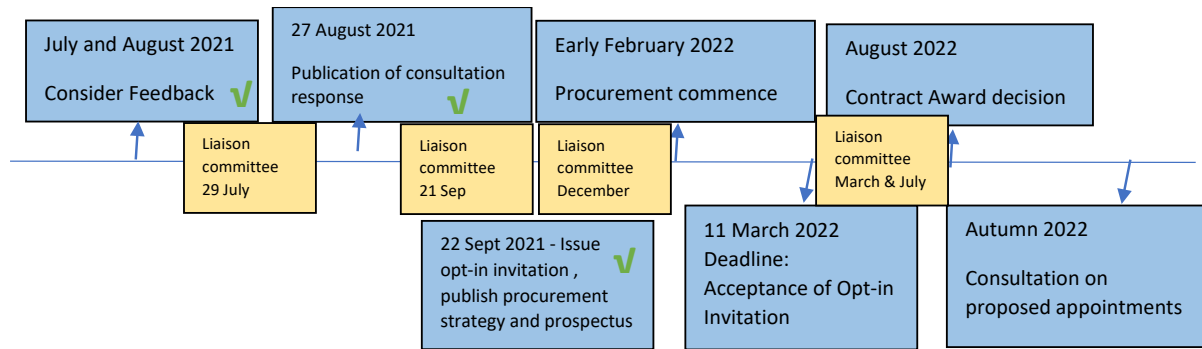 July and August 2021
Consider Feedback √
27 August 2021
Publication of consultation
response √
Early February 2022
Procurement commence
August 2022
Contract Award decision
Liaison
committee
29 July
Liaison
committee
21 Sep
Liaison
committee
December
Liaison
committee
March & July
22 Sept 2021 - Issue
opt-in invitation , √
publish procurement
strategy and prospectus
11 March 2022
Deadline:
Acceptance of Opt-in
Invitation
Autumn 2022
Consultation on
proposed appointments